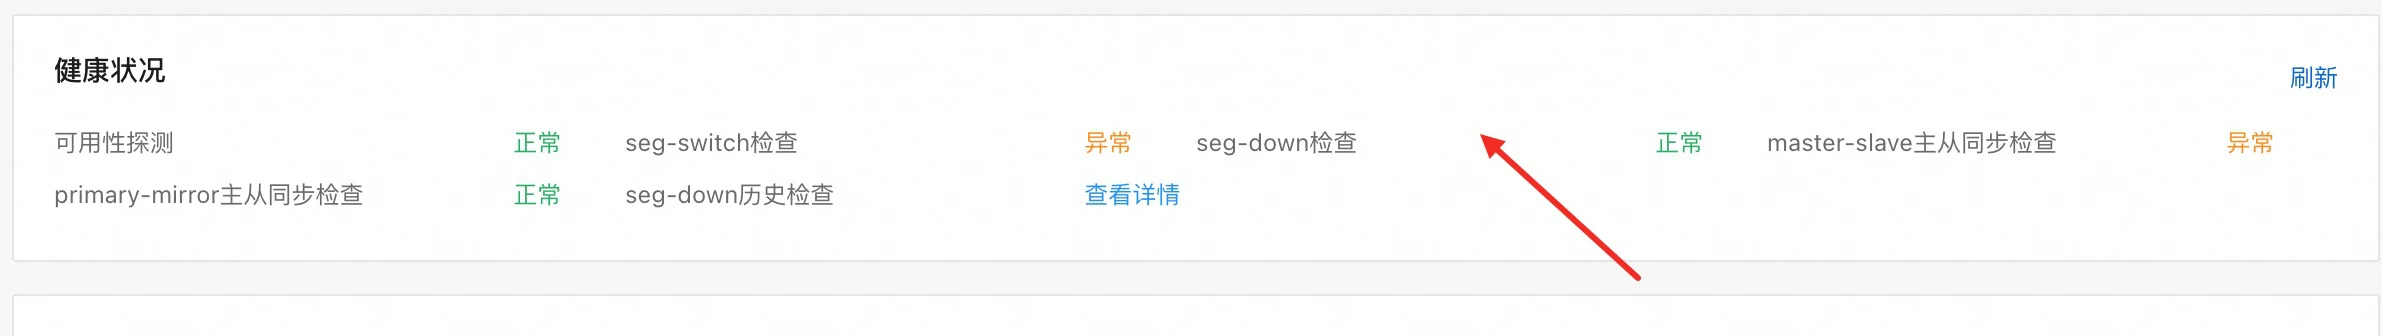 健康状况
刷新
可用性探测 正常 seg-switch检查 异常 seg-down检查 正常 master-slave主从同步检查 异常
primary-mirror主从同步检查 正常 seg-down历史检查 查看详情